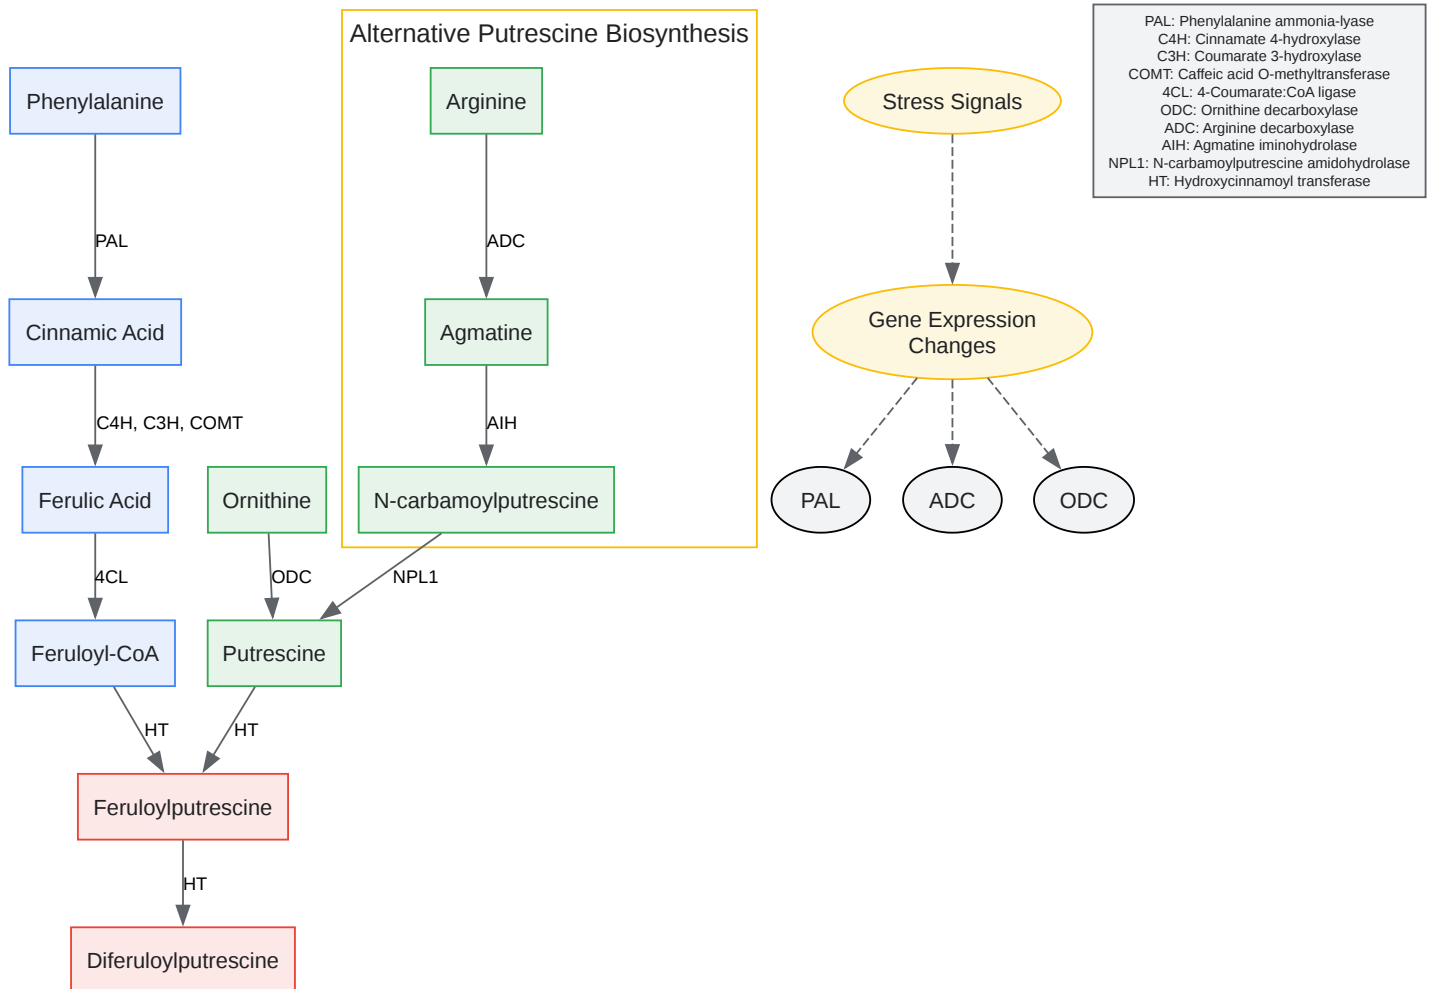 Alternative Putrescine Biosynthesis
Phenylalanine
Arginine
Stress Signals
PAL: Phenylalanine ammonia-lyase
C4H: Cinnamate 4-hydroxylase
C3H: Coumarate 3-hydroxylase
COMT: Caffeic acid O-methyltransferase
4CL: 4-Coumarate:CoA ligase
ODC: Ornithine decarboxylase
ADC: Arginine decarboxylase
AIH: Agmatine iminohydrolase
NPL1: N-carbamoylputrescine amidohydrolase
HT: Hydroxycinnamoyl transferase
PAL
ADC
Cinnamic Acid
Agmatine
Gene Expression
Changes
C4H, C3H, COMT
AIH
Ferulic Acid
Ornithine
N-carbamoylputrescine
PAL
ADC
ODC
4CL
ODC
NPL1
Feruloyl-CoA
Putrescine
HT
HT
Feruloylputrescine
HT
Diferuloylputrescine